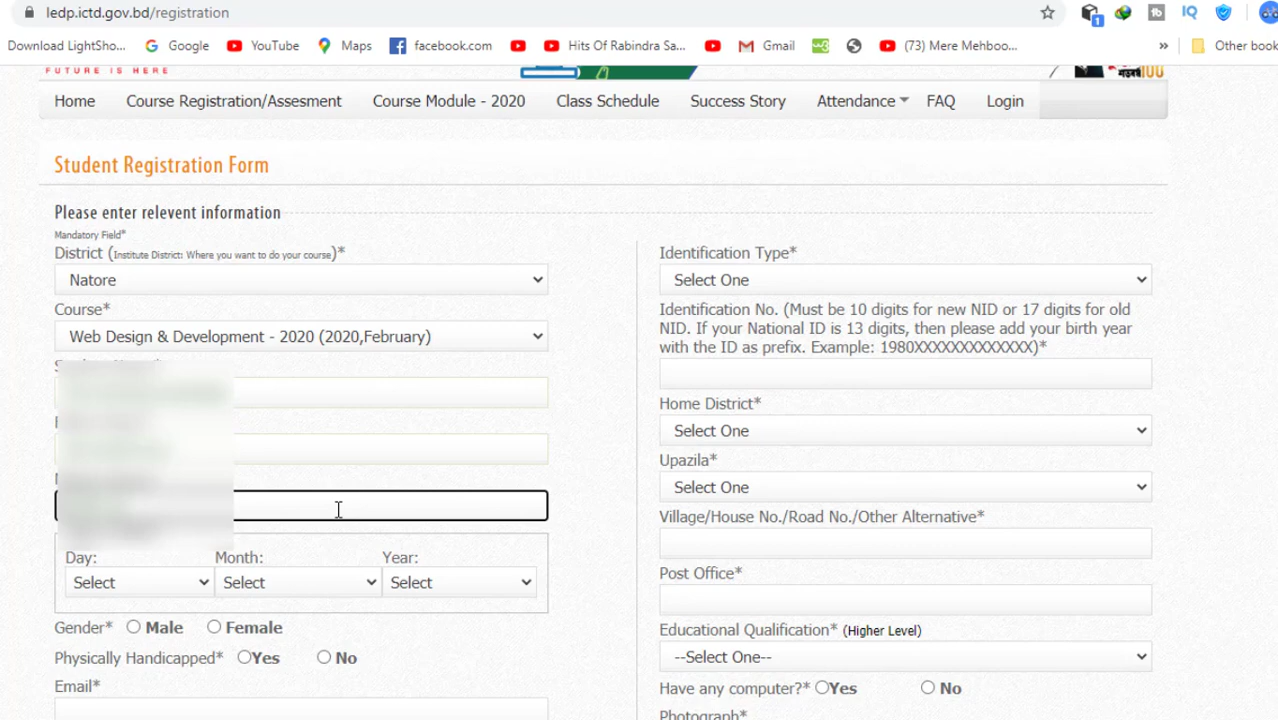 ledp.ictd.gov.bd/registration
1
Download LightSho...
Google
YouTube
Maps
facebook.com
Hits Of Rabindra Sa...
Gmail
(73) Mere Mehboo...
»
Other book
FUTURE IS HERE
Home
Course Registration/Assesment
Course Module - 2020
Class Schedule
Success Story
Attendance
FAQ
Login
Student Registration Form
Please enter relevent information
Mandatory Field*
District (Institute District: Where you want to do your course)*
Natore
Course*
Web Design & Development - 2020 (2020,February)
Day:
Month:
Year:
Select
Select
Select
Gender*
Male
Female
Physically Handicapped*
Yes
No
Email*
Identification Type*
Select One
Identification No. (Must be 10 digits for new NID or 17 digits for old
NID. If your National ID is 13 digits, then please add your birth year
with the ID as prefix. Example: 1980XXXXXXXXXXXXX)*
Home District*
Select One
Upazila*
Select One
Village/House No./Road No./Other Alternative*
Post Office*
Educational Qualification* (Higher Level)
--Select One--
Have any computer?*
Yes
No
Photograph*